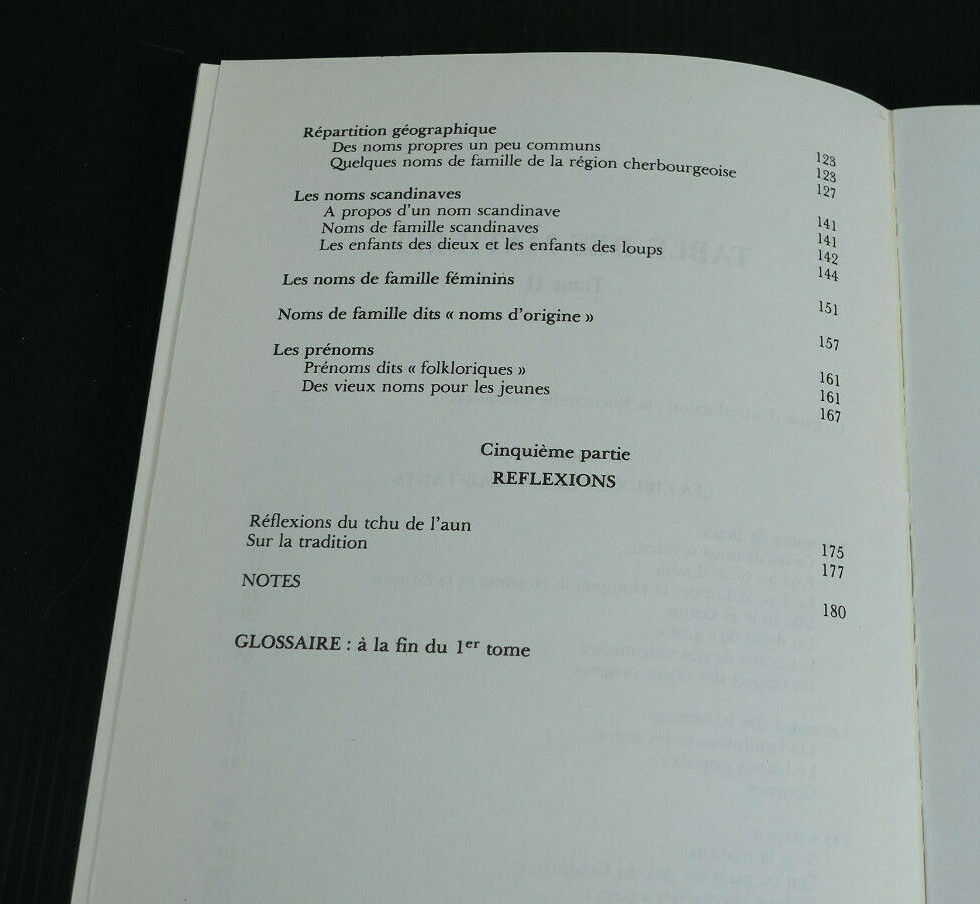 Répartition géographique 123
Des noms propres un peu communs 123
Quelques noms de famille de la région cherbourgeoise 127
Les noms scandinaves 141
A propos d'un nom scandinave 141
Noms de famille scandinaves 142
Les enfants des dieux et les enfants des loups 144
Les noms de famille féminins 151
Noms de famille dits « noms d'origine » 157
Les prénoms 161
Prénoms dits « folkloriques » 161
Des vieux noms pour les jeunes 167
Cinquième partie
REFLEXIONS
Réflexions du tchu de l'aun 175
Sur la tradition 177
NOTES 180
GLOSSAIRE : à la fin du 1er tome